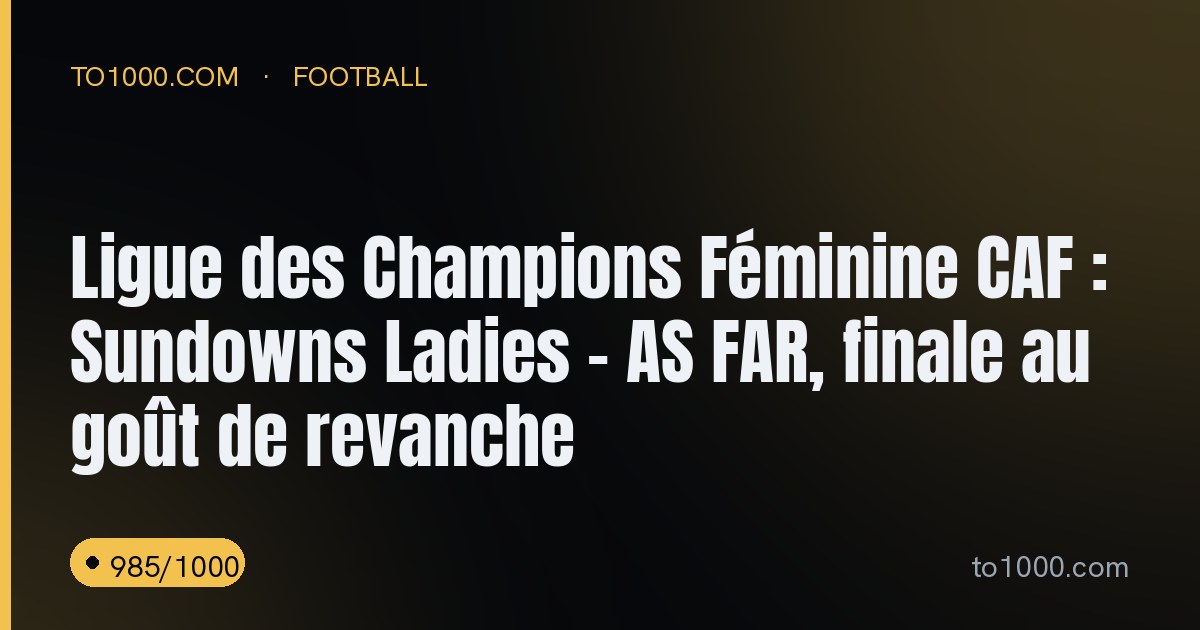 TO1000.COM · FOOTBALL
Ligue des Champions Féminine CAF :
Sundowns Ladies - AS FAR, finale au
goût de revanche
985/1000
to1000.com